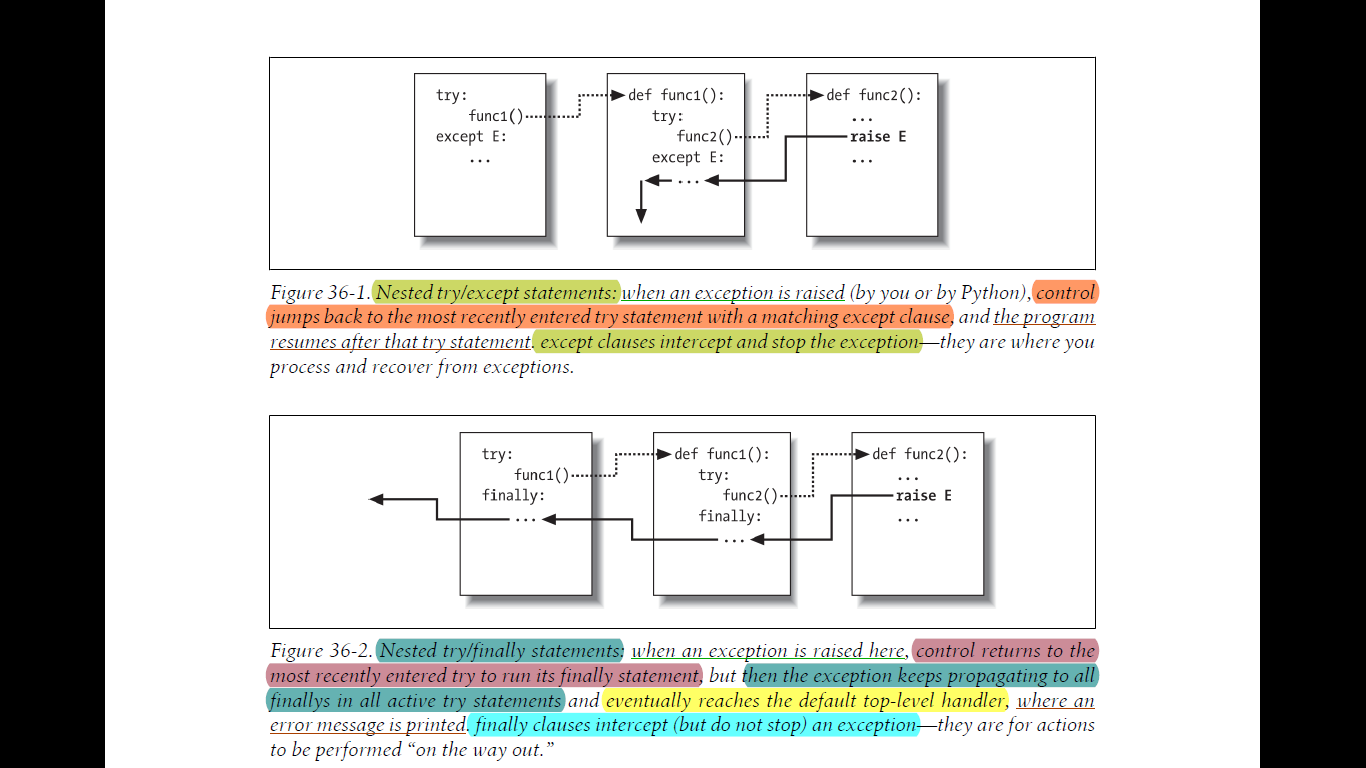 try:
func1()
except E:
...
def func1():
try:
func2()
except E:
...
def func2():
...
raise E
...
Figure 36-1. Nested try/except statements: when an exception is raised (by you or by Python), control
jumps back to the most recently entered try statement with a matching except clause, and the program
resumes after that try statement. except clauses intercept and stop the exception—they are where you
process and recover from exceptions.
try:
func1()
finally:
...
def func1():
try:
func2()
finally:
...
def func2():
...
raise E
...
Figure 36-2. Nested try/finally statements: when an exception is raised here, control returns to the
most recently entered try to run its finally statement, but then the exception keeps propagating to all
finallys in all active try statements and eventually reaches the default top-level handler, where an
error message is printed. finally clauses intercept (but do not stop) an exception—they are for actions
to be performed “on the way out.”